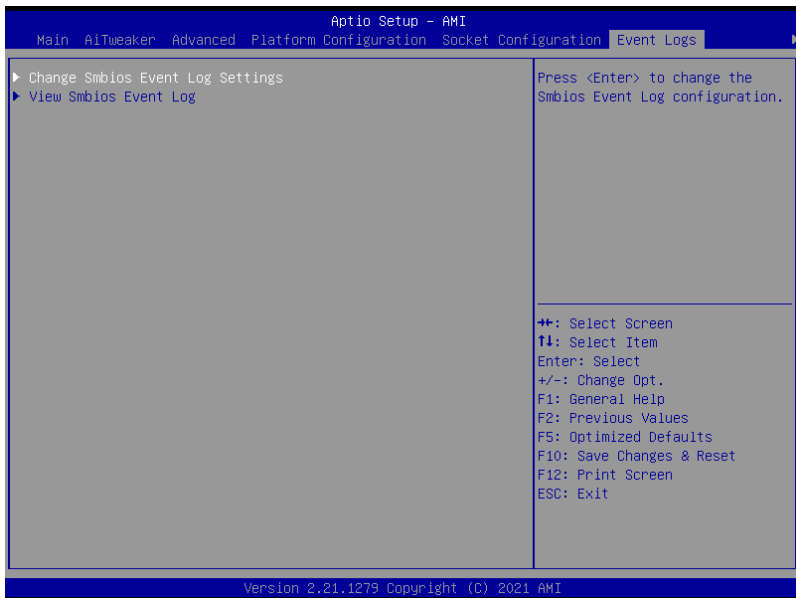 Aptio Setup – AMI
Main AiTweaker Advanced Platform Configuration Socket Configuration Event Logs
▶ Change Smbios Event Log Settings
▶ View Smbios Event Log
Press <Enter> to change the
Smbios Event Log configuration.
→←: Select Screen
↑↓: Select Item
Enter: Select
+/-: Change Opt.
F1: General Help
F2: Previous Values
F5: Optimized Defaults
F10: Save Changes & Reset
F12: Print Screen
ESC: Exit
Version 2.21.1279 Copyright (C) 2021 AMI